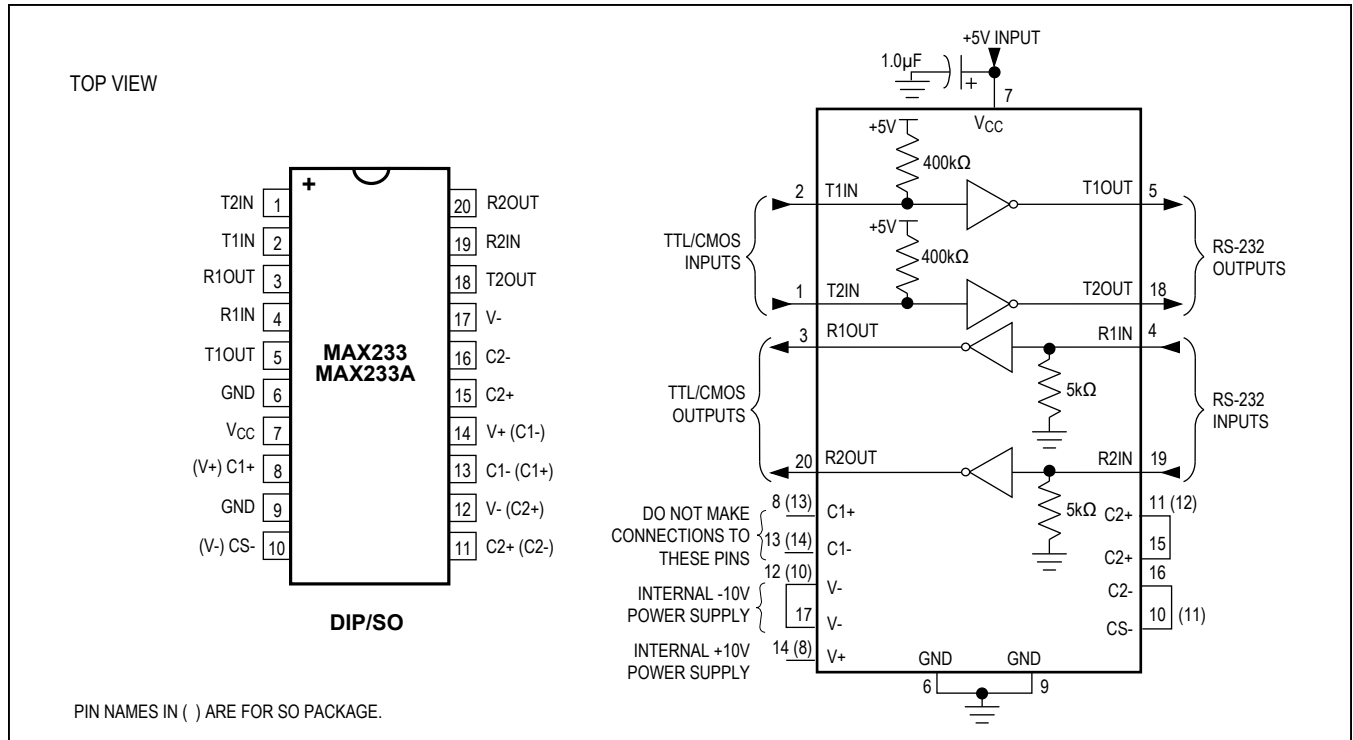 TOP VIEW
+
T2IN 1
T1IN 2
R1OUT 3
R1IN 4
T1OUT 5
GND 6
VCC 7
(V+) C1+ 8
GND 9
(V-) CS- 10
20 R2OUT
19 R2IN
18 T2OUT
17 V-
16 C2-
15 C2+
14 V+ (C1-)
13 C1- (C1+)
12 V- (C2+)
11 C2+ (C2-)
MAX233
MAX233A
DIP/SO
PIN NAMES IN ( ) ARE FOR SO PACKAGE.
+5V INPUT
1.0µF
+
7
VCC
+5V
400kΩ
2 T1IN
T1OUT 5
+5V
400kΩ
TTL/CMOS
INPUTS
RS-232
OUTPUTS
1 T2IN
T2OUT 18
3 R1OUT
R1IN 4
5kΩ
TTL/CMOS
OUTPUTS
RS-232
INPUTS
20 R2OUT
R2IN 19
5kΩ
DO NOT MAKE
CONNECTIONS TO
THESE PINS
8 (13) C1+
13 (14) C1-
INTERNAL -10V
POWER SUPPLY
12 (10) V-
17 V-
INTERNAL +10V
POWER SUPPLY
14 (8) V+
C2+ 11 (12)
C2+ 15
C2- 16
CS- 10 (11)
GND GND
6 9